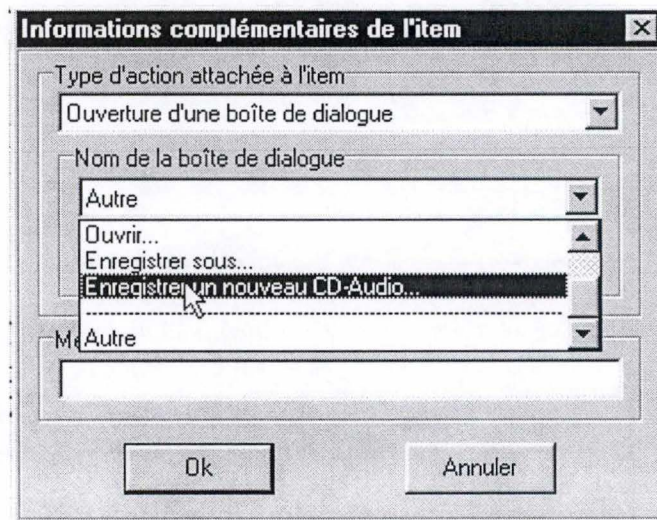 Informations complémentaires de l'item
Type d'action attachée à l'item
Ouverture d'une boîte de dialogue
Nom de la boîte de dialogue
Autre
Ouvrir...
Enregistrer sous...
Enregistrer un nouveau CD-Audio...
Autre
Ok
Annuler